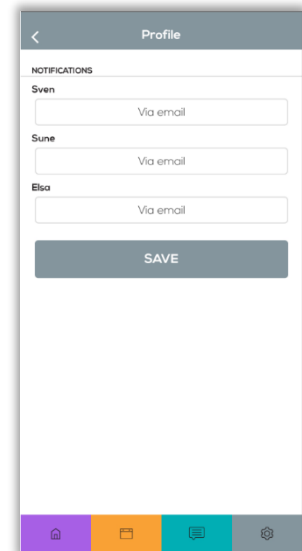 Profile
NOTIFICATIONS
Sven
Via email
Sune
Via email
Elsa
Via email
SAVE